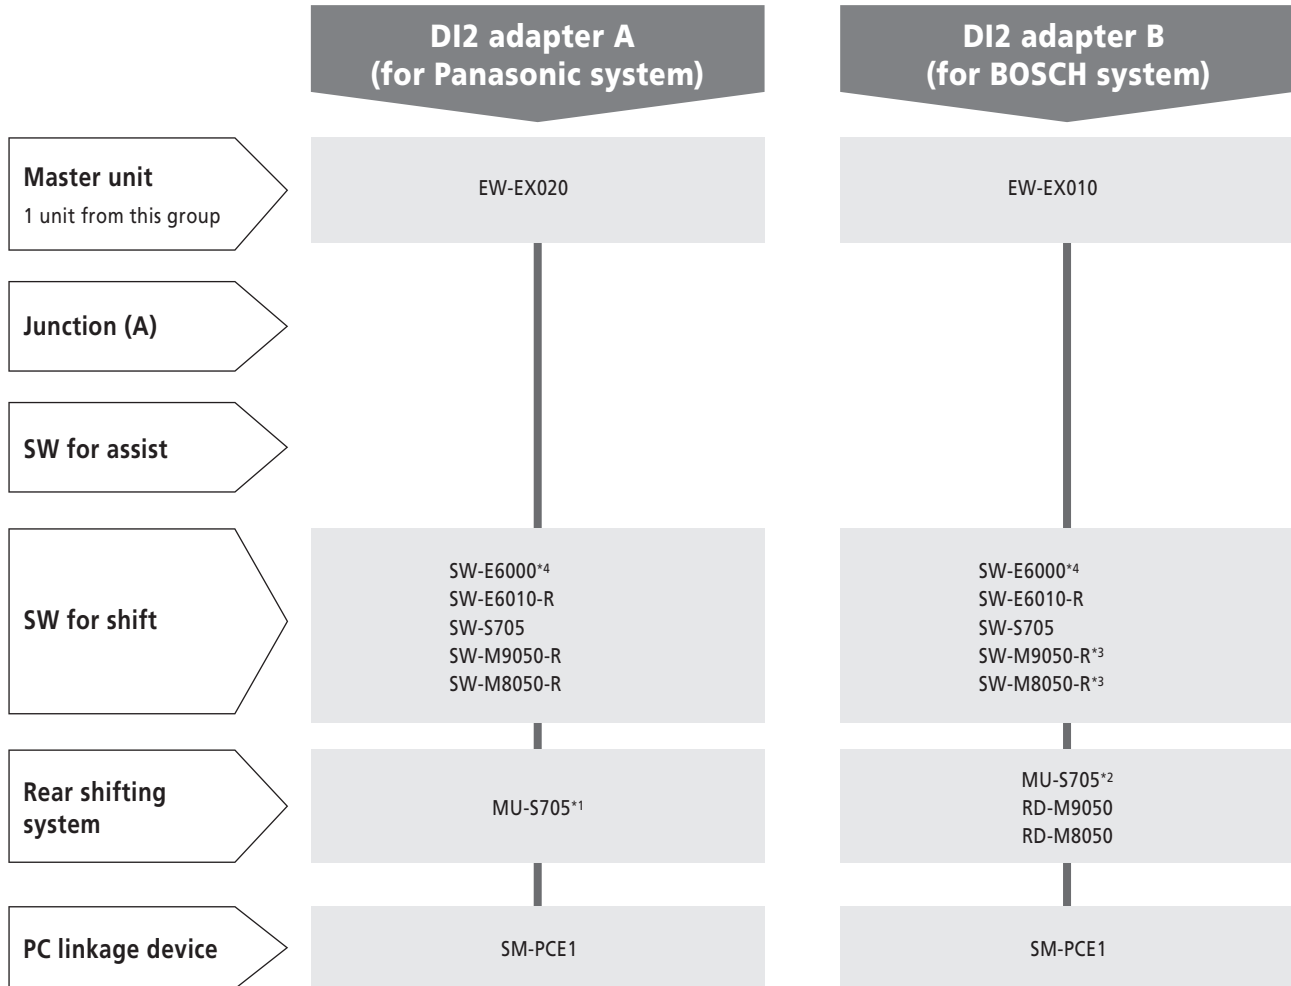 DI2 adapter A
(for Panasonic system)
DI2 adapter B
(for BOSCH system)
Master unit
1 unit from this group
EW-EX020
EW-EX010
Junction (A)
SW for assist
SW for shift
SW-E6000*4
SW-E6010-R
SW-S705
SW-M9050-R
SW-M8050-R
SW-E6000*4
SW-E6010-R
SW-S705
SW-M9050-R*3
SW-M8050-R*3
Rear shifting
system
MU-S705*1
MU-S705*2
RD-M9050
RD-M8050
PC linkage device
SM-PCE1
SM-PCE1